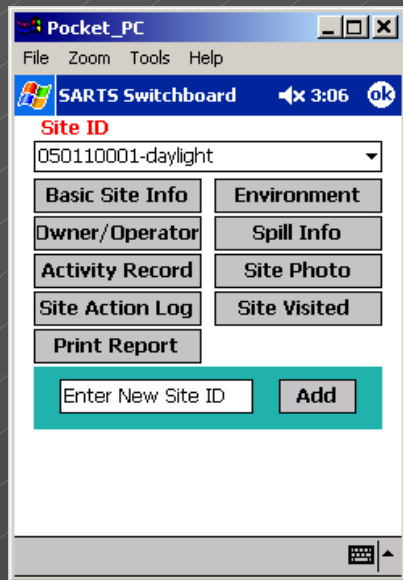 Pocket_PC
File Zoom Tools Help
SARTS Switchboard 3:06 ok
Site ID
050110001-daylight
Basic Site Info Environment
Owner/Operator Spill Info
Activity Record Site Photo
Site Action Log Site Visited
Print Report
Enter New Site ID Add